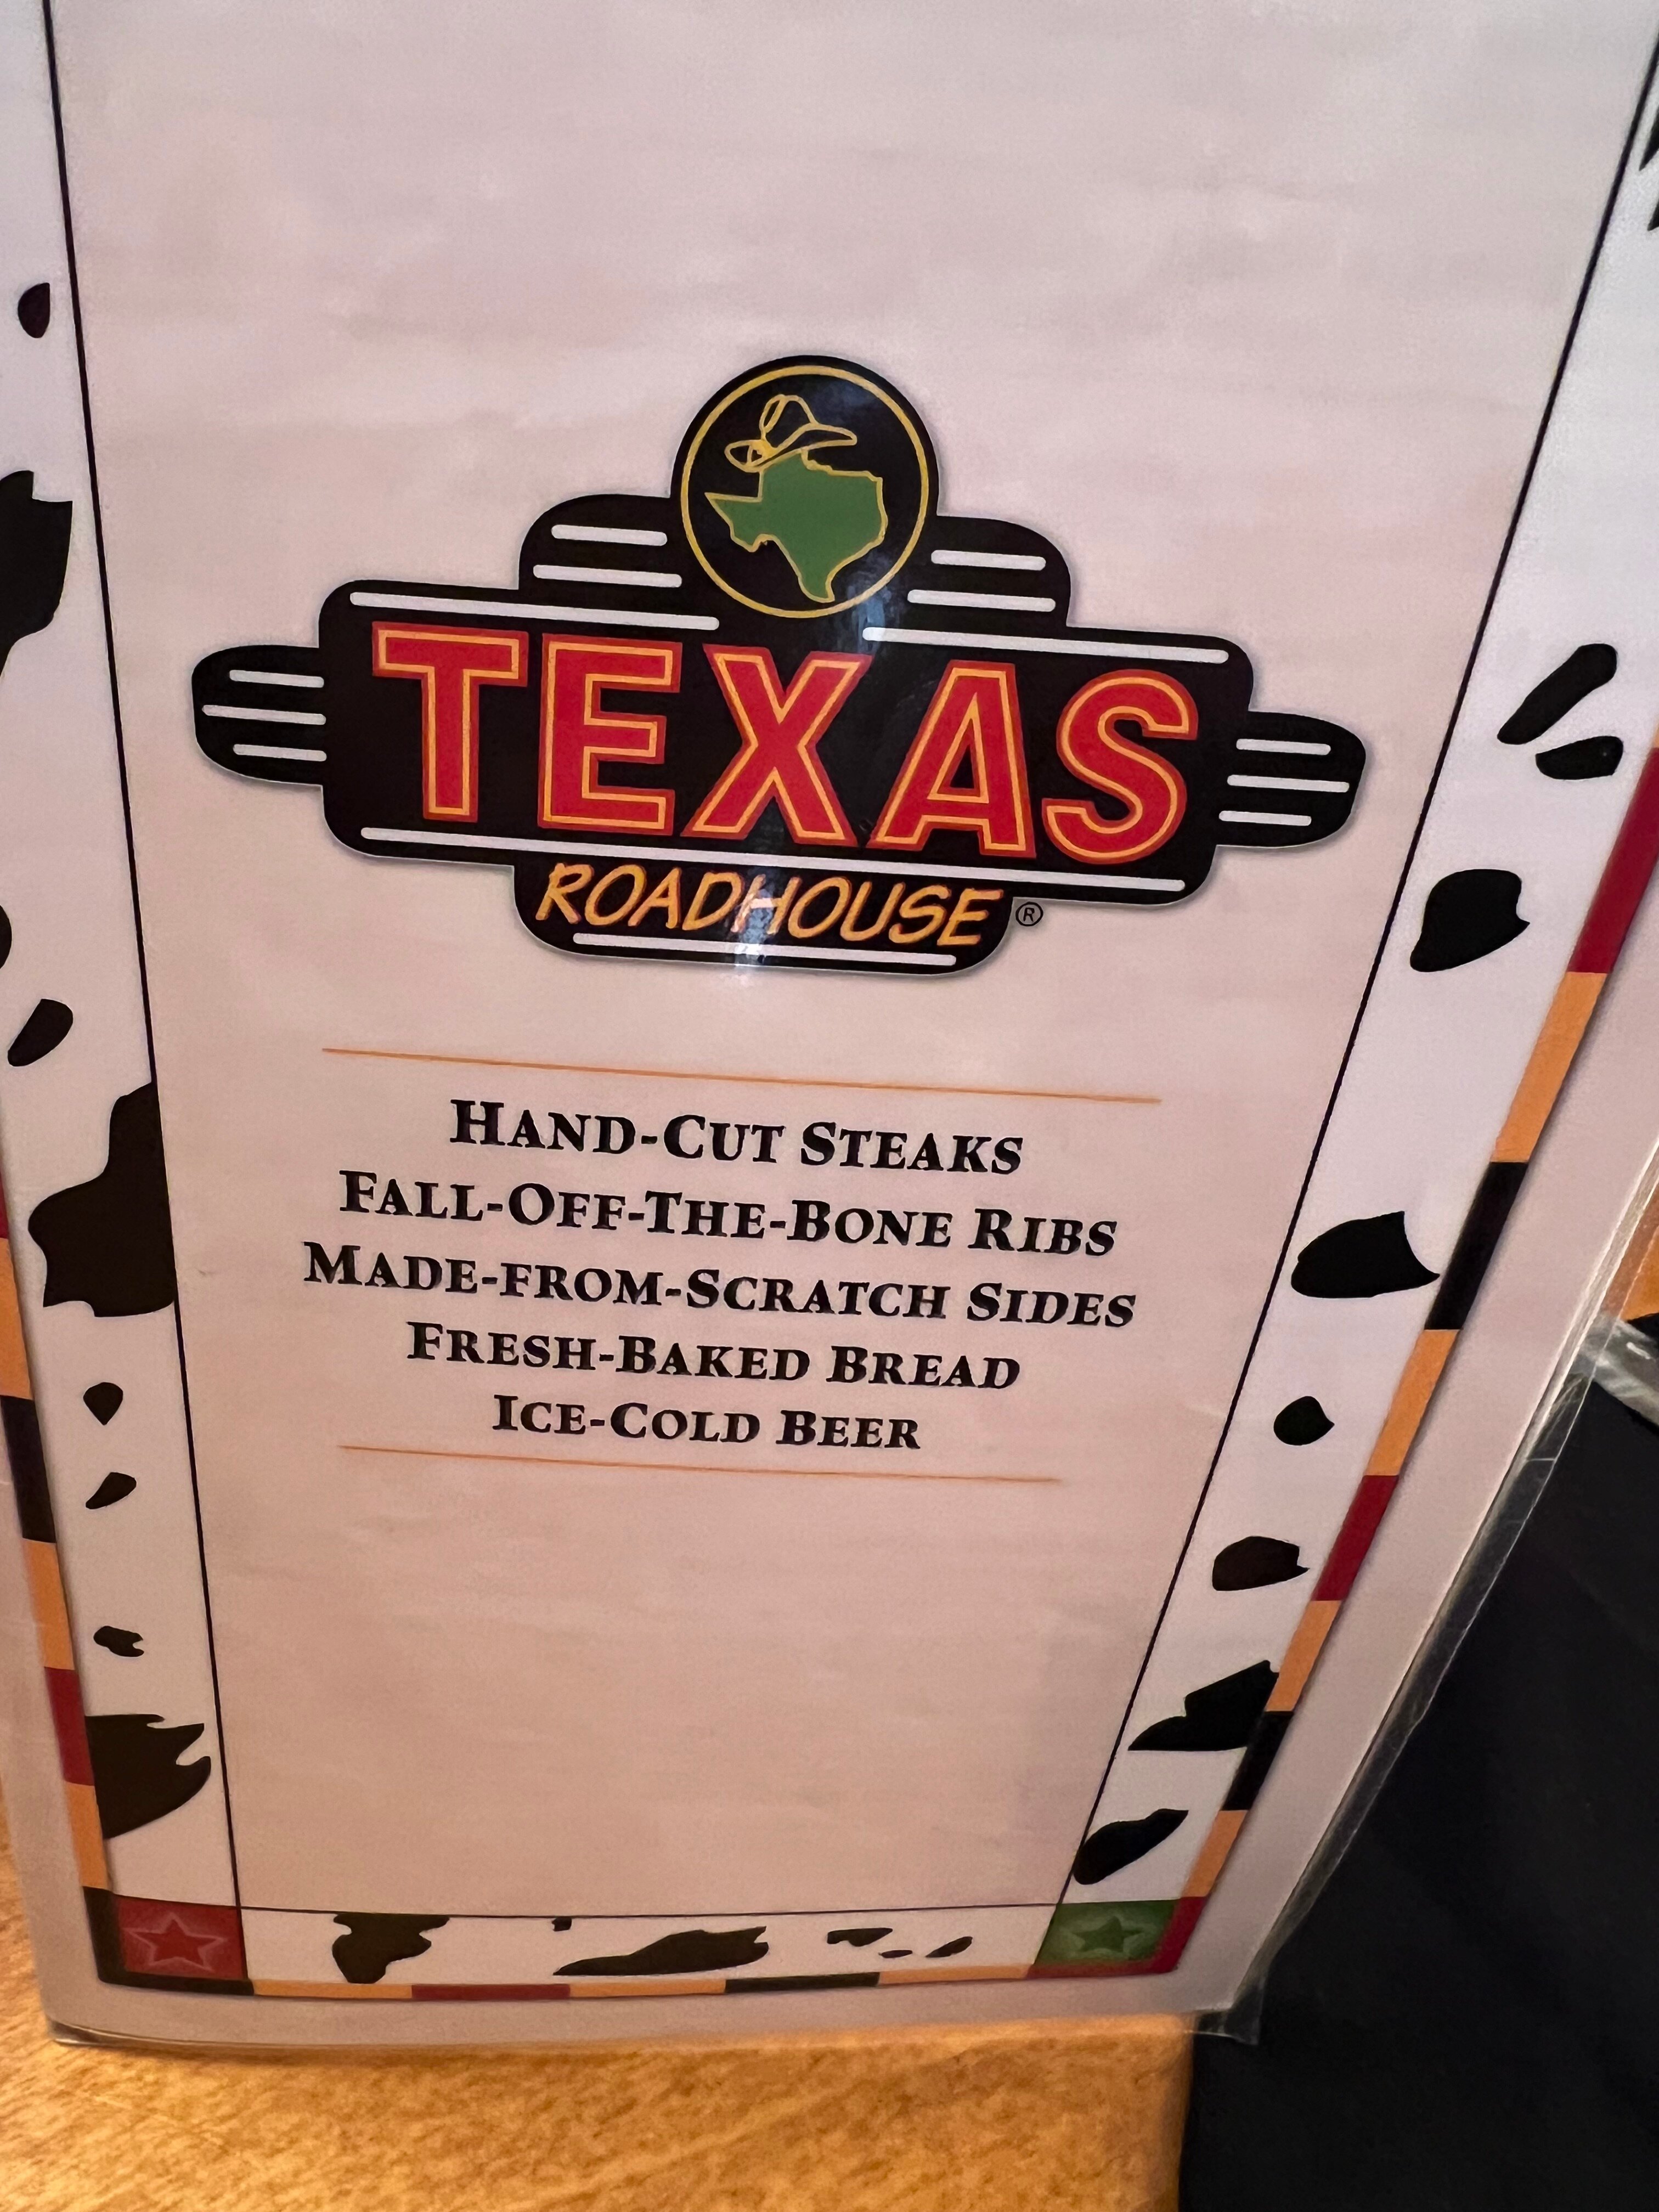 TEXAS
ROADHOUSE®
HAND-CUT STEAKS
FALL-OFF-THE-BONE RIBS
MADE-FROM-SCRATCH SIDES
FRESH-BAKED BREAD
ICE-COLD BEER